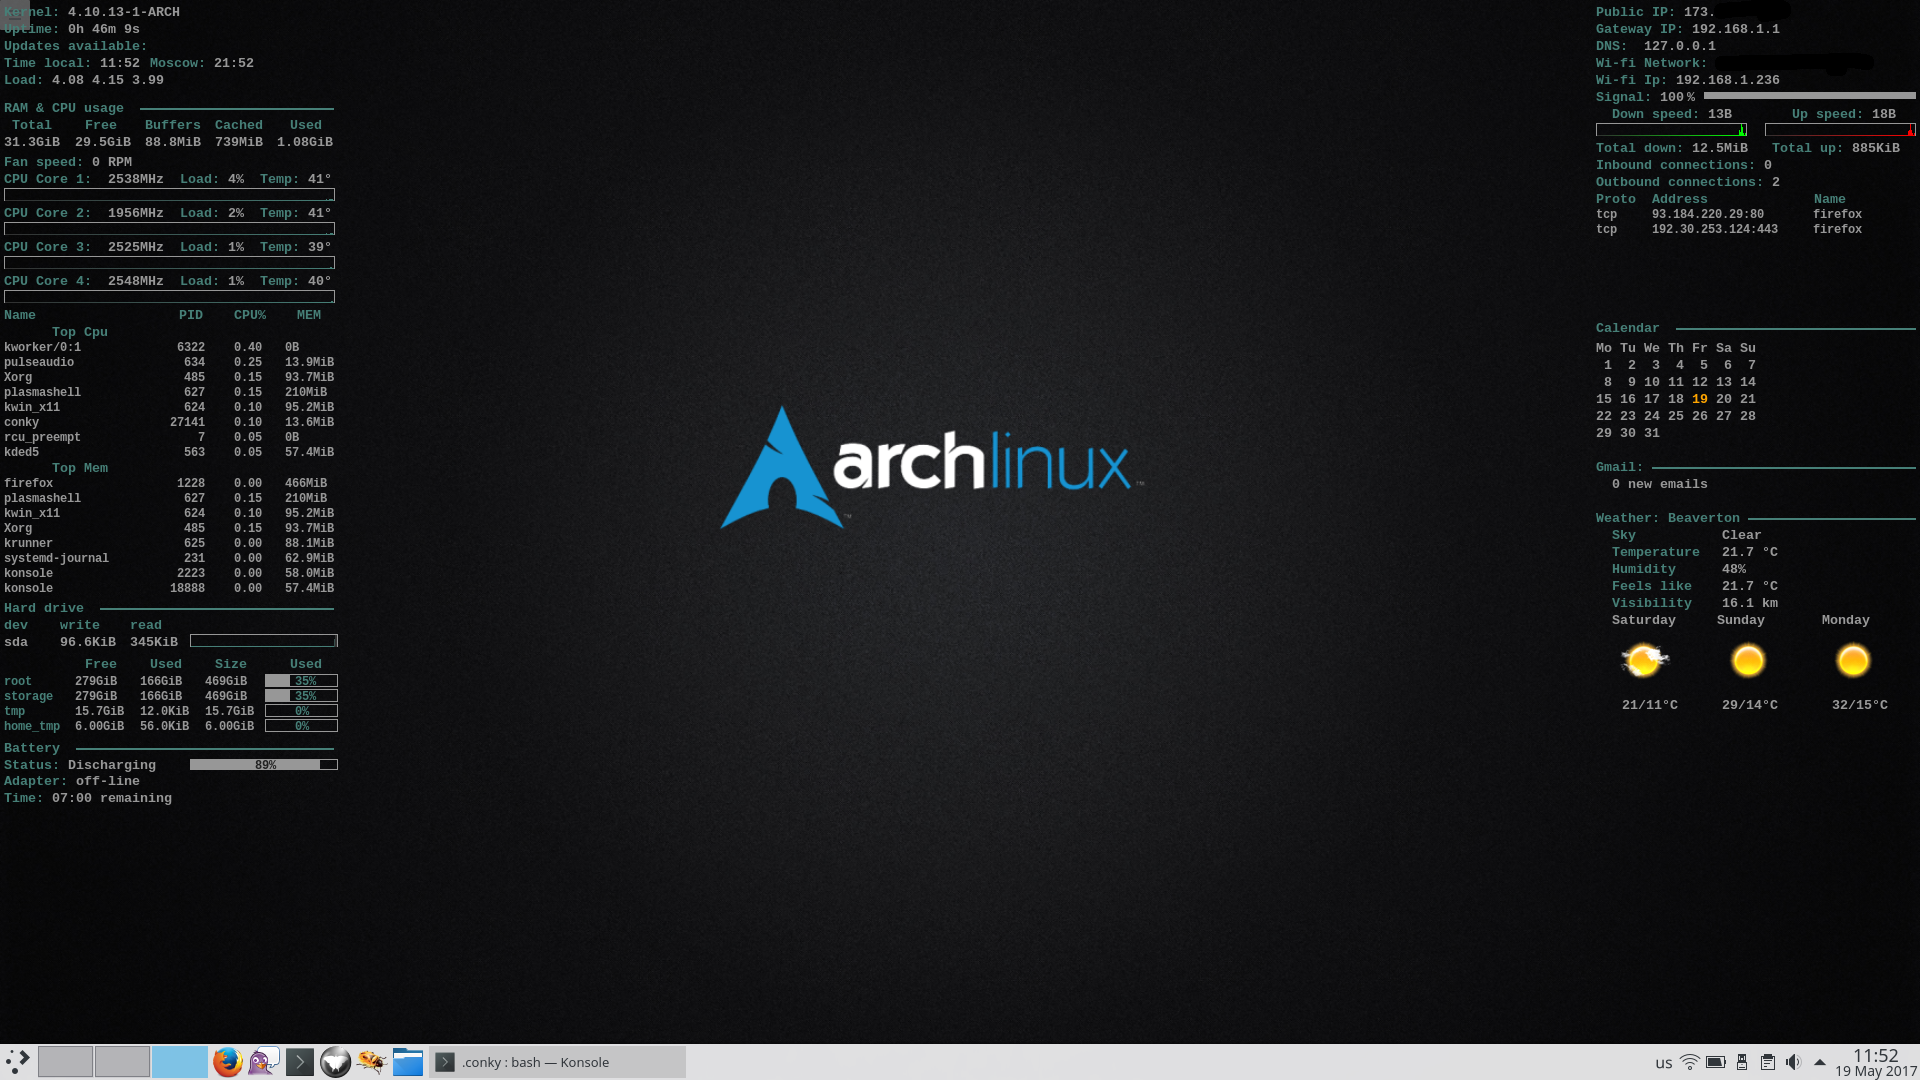 Kernel: 4.10.13-1-ARCH
Uptime: 0h 46m 9s
Updates available:
Time local: 11:52 Moscow: 21:52
Load: 4.08 4.15 3.99
RAM & CPU usage
Total Free Buffers Cached Used
31.3GiB 29.5GiB 88.8MiB 739MiB 1.08GiB
Fan speed: 0 RPM
CPU Core 1: 2538MHz Load: 4% Temp: 41°
CPU Core 2: 1956MHz Load: 2% Temp: 41°
CPU Core 3: 2525MHz Load: 1% Temp: 39°
CPU Core 4: 2548MHz Load: 1% Temp: 40°
Name PID CPU% MEM
Top Cpu
kworker/0:1 6322 0.40 0B
pulseaudio 634 0.25 13.9MiB
Xorg 485 0.15 93.7MiB
plasmashell 627 0.15 210MiB
kwin_x11 624 0.10 95.2MiB
conky 27141 0.10 13.6MiB
rcu_preempt 7 0.05 0B
kded5 563 0.05 57.4MiB
Top Mem
firefox 1228 0.00 466MiB
plasmashell 627 0.15 210MiB
kwin_x11 624 0.10 95.2MiB
Xorg 485 0.15 93.7MiB
krunner 625 0.00 88.1MiB
systemd-journal 231 0.00 62.9MiB
konsole 2223 0.00 58.0MiB
konsole 18888 0.00 57.4MiB
Hard drive
dev write read
sda 96.6KiB 345KiB
Free Used Size Used
root 279GiB 166GiB 469GiB 35%
storage 279GiB 166GiB 469GiB 35%
tmp 15.7GiB 12.0KiB 15.7GiB 0%
home_tmp 6.00GiB 56.0KiB 6.00GiB 0%
Battery
Status: Discharging 89%
Adapter: off-line
Time: 07:00 remaining
archlinux™
™
Public IP: 173.
Gateway IP: 192.168.1.1
DNS: 127.0.0.1
Wi-fi Network:
Wi-fi Ip: 192.168.1.236
Signal: 100%
Down speed: 13B Up speed: 18B
Total down: 12.5MiB Total up: 885KiB
Inbound connections: 0
Outbound connections: 2
Proto Address Name
tcp 93.184.220.29:80 firefox
tcp 192.30.253.124:443 firefox
Calendar
Mo Tu We Th Fr Sa Su
1 2 3 4 5 6 7
8 9 10 11 12 13 14
15 16 17 18 19 20 21
22 23 24 25 26 27 28
29 30 31
Gmail:
0 new emails
Weather: Beaverton
Sky Clear
Temperature 21.7 °C
Humidity 48%
Feels like 21.7 °C
Visibility 16.1 km
Saturday Sunday Monday
21/11°C 29/14°C 32/15°C
.conky : bash — Konsole
us
11:52
19 May 2017